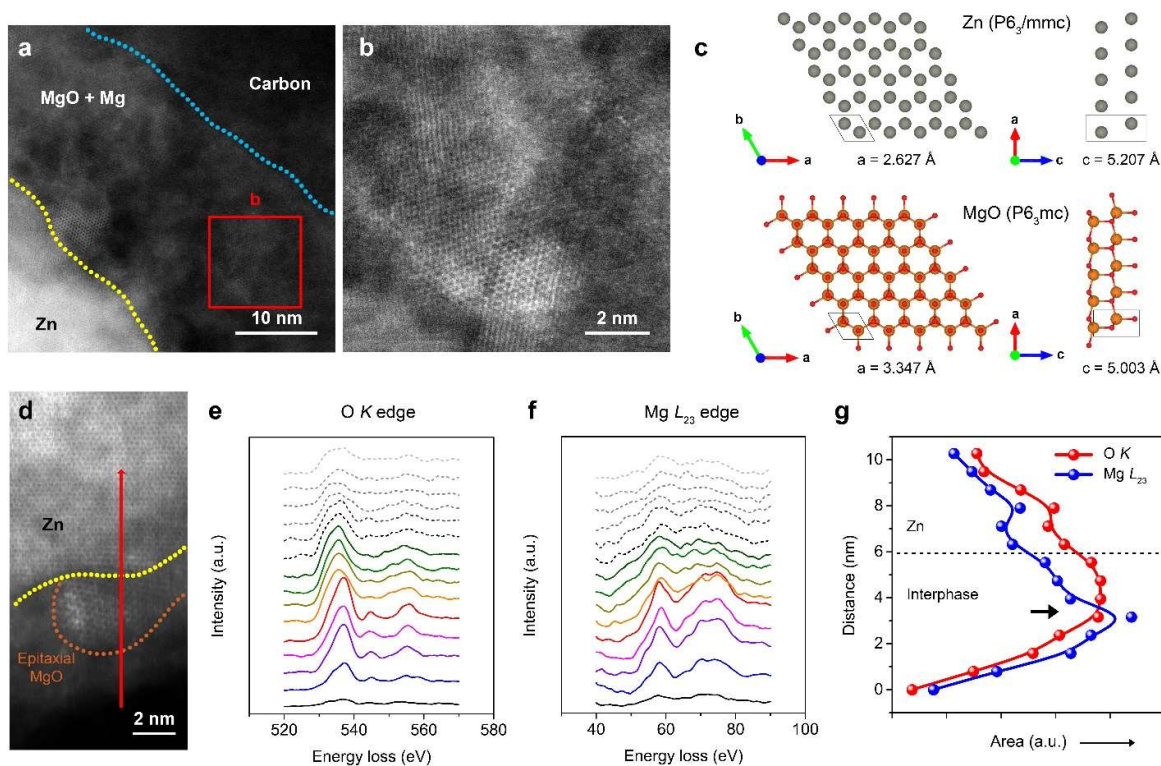 a
MgO + Mg
Carbon
b
Zn
10 nm
b
2 nm
c
Zn (P6₃/mmc)
b
a
a = 2.627 Å
a
c
c = 5.207 Å
MgO (P6₃mc)
b
a
a = 3.347 Å
a
c
c = 5.003 Å
d
Zn
Epitaxial
MgO
2 nm
e
O K edge
Intensity (a.u.)
520 540 560 580
Energy loss (eV)
f
Mg L₂₃ edge
Intensity (a.u.)
40 60 80 100
Energy loss (eV)
g
O K
Mg L₂₃
Distance (nm)
10
8
6
4
2
0
Zn
Interphase
Area (a.u.)